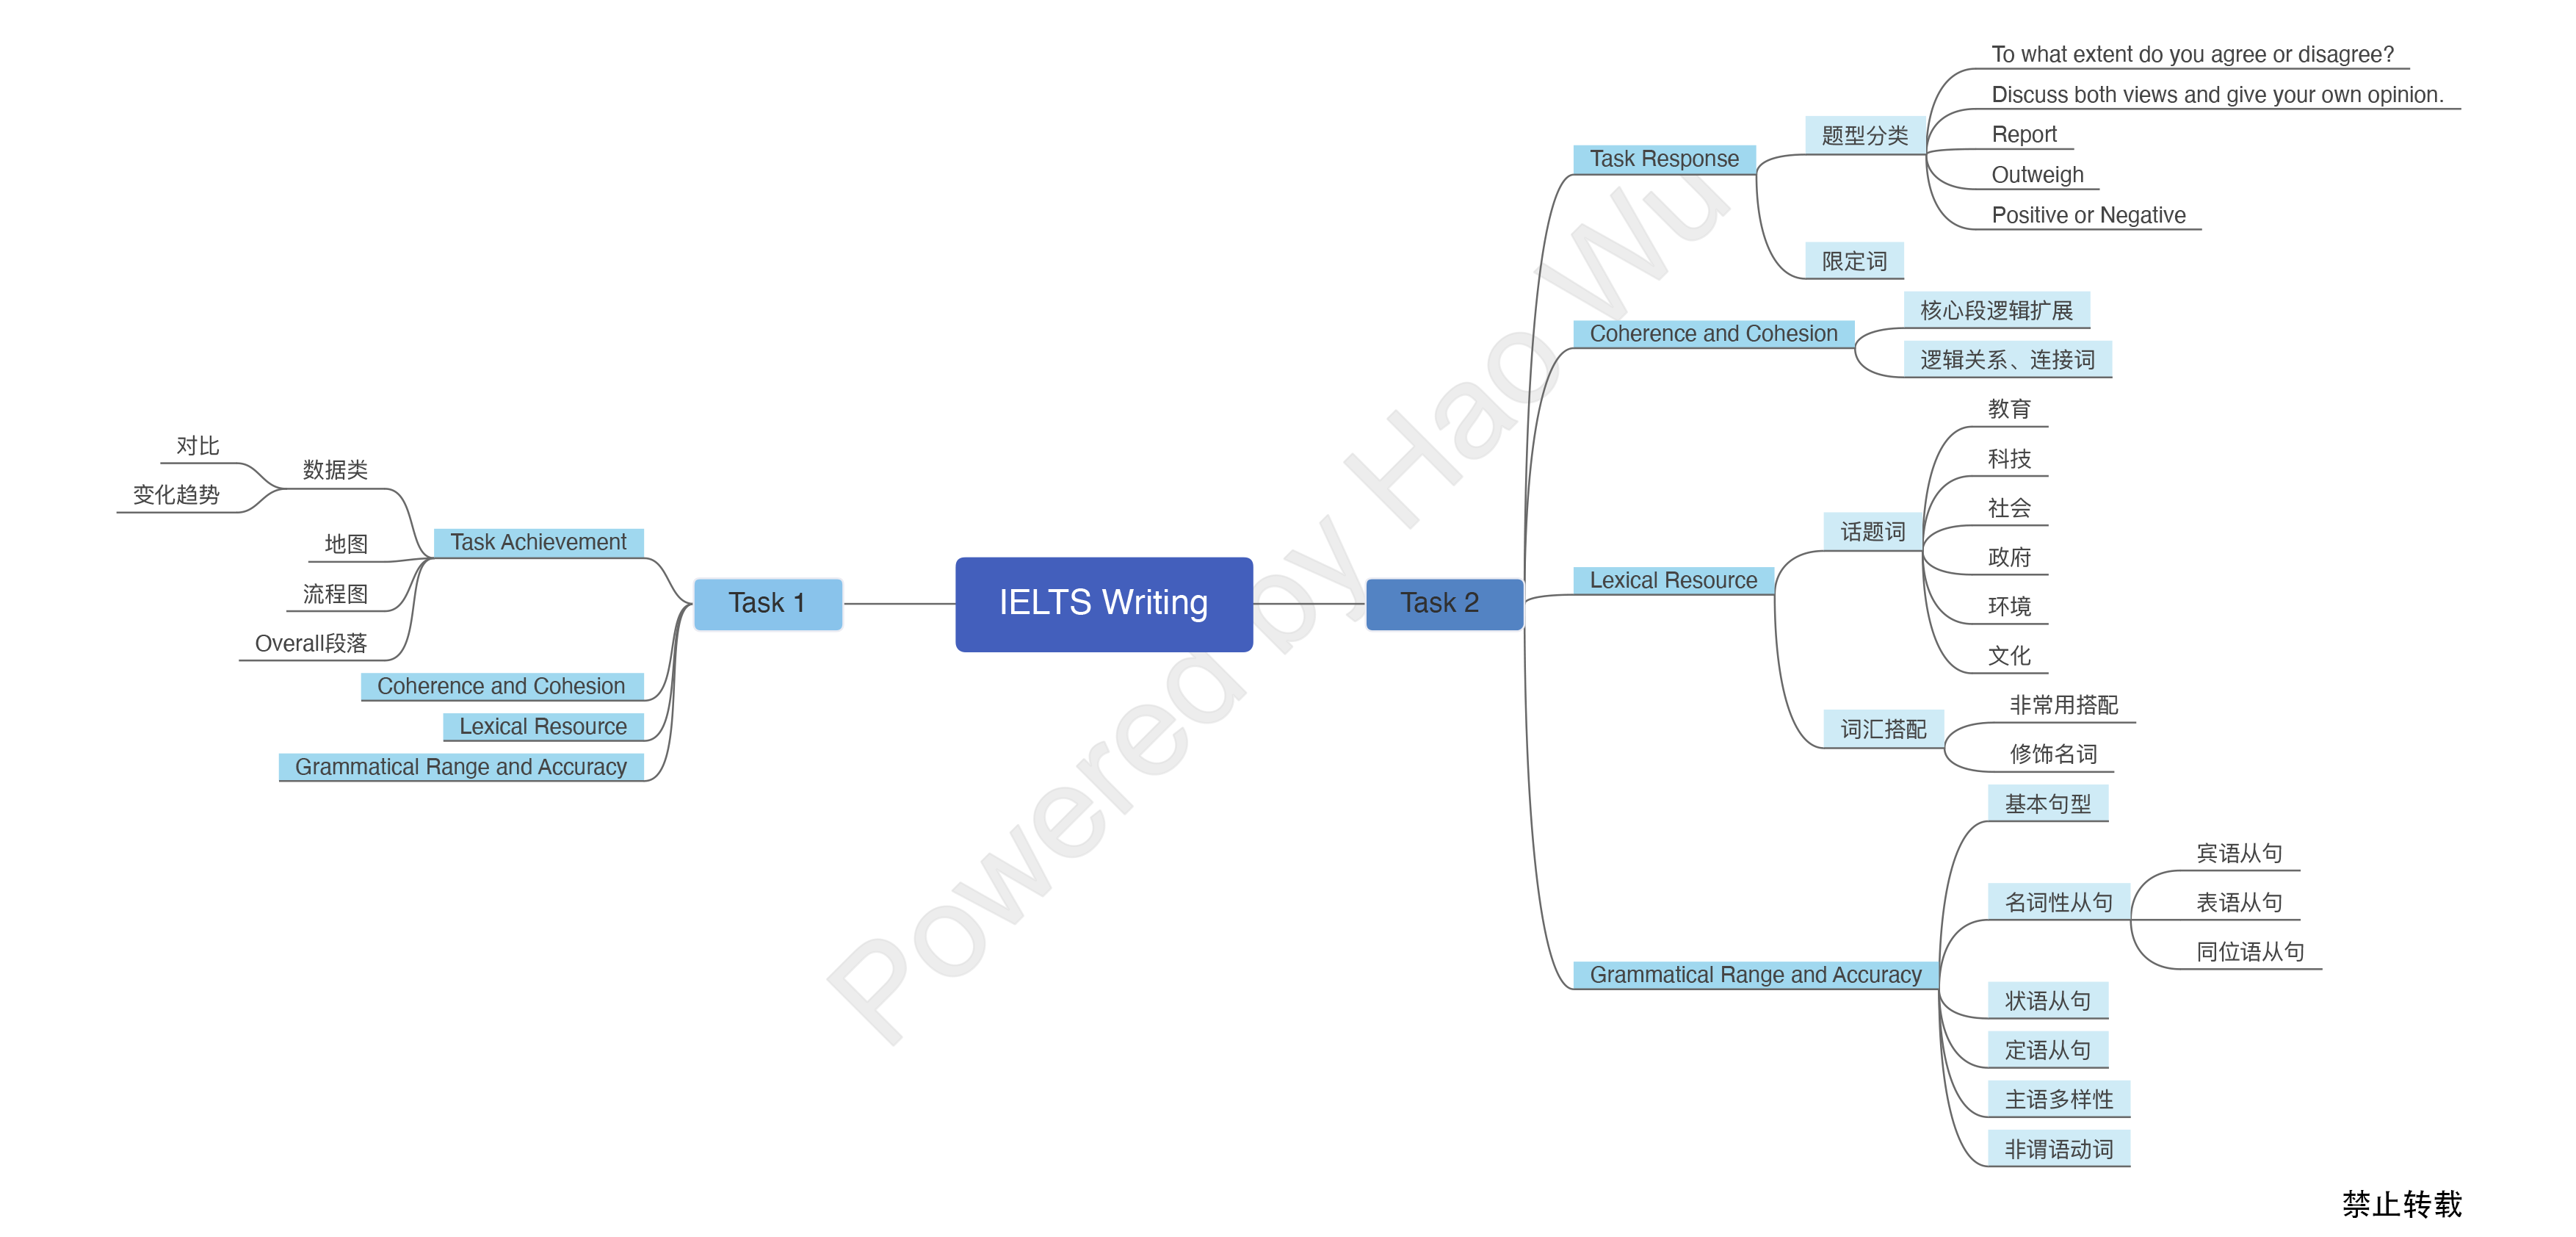 IELTS Writing
Task 1
Task Achievement
数据类
对比
变化趋势
地图
流程图
Overall段落
Coherence and Cohesion
Lexical Resource
Grammatical Range and Accuracy
Task 2
Task Response
题型分类
To what extent do you agree or disagree?
Discuss both views and give your own opinion.
Report
Outweigh
Positive or Negative
限定词
Coherence and Cohesion
核心段逻辑扩展
逻辑关系、连接词
Lexical Resource
话题词
教育
科技
社会
政府
环境
文化
词汇搭配
非常用搭配
修饰名词
Grammatical Range and Accuracy
基本句型
名词性从句
宾语从句
表语从句
同位语从句
状语从句
定语从句
主语多样性
非谓语动词
Powered by Hao Wu
禁止转载